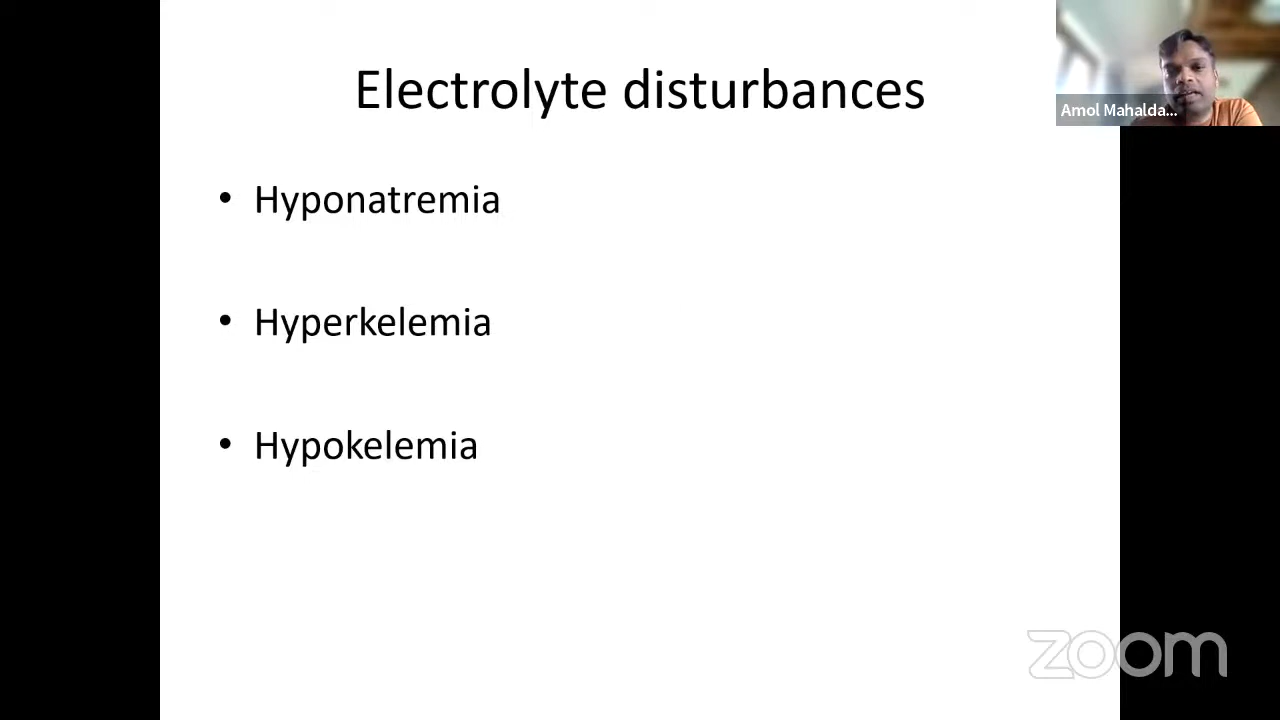 Electrolyte disturbances
Amol Mahalda...
• Hyponatremia
• Hyperkelemia
• Hypokelemia
zoom